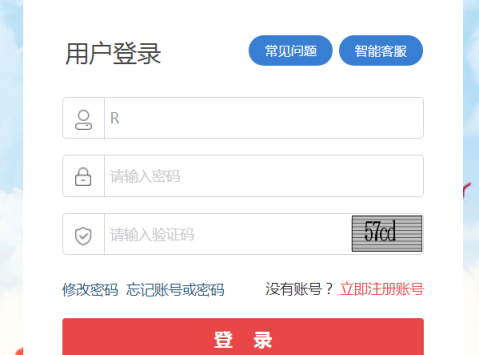 用户登录 常见问题 智能客服
R
请输入密码
请输入验证码 57cd
修改密码 忘记账号或密码 没有账号？ 立即注册账号
登 录